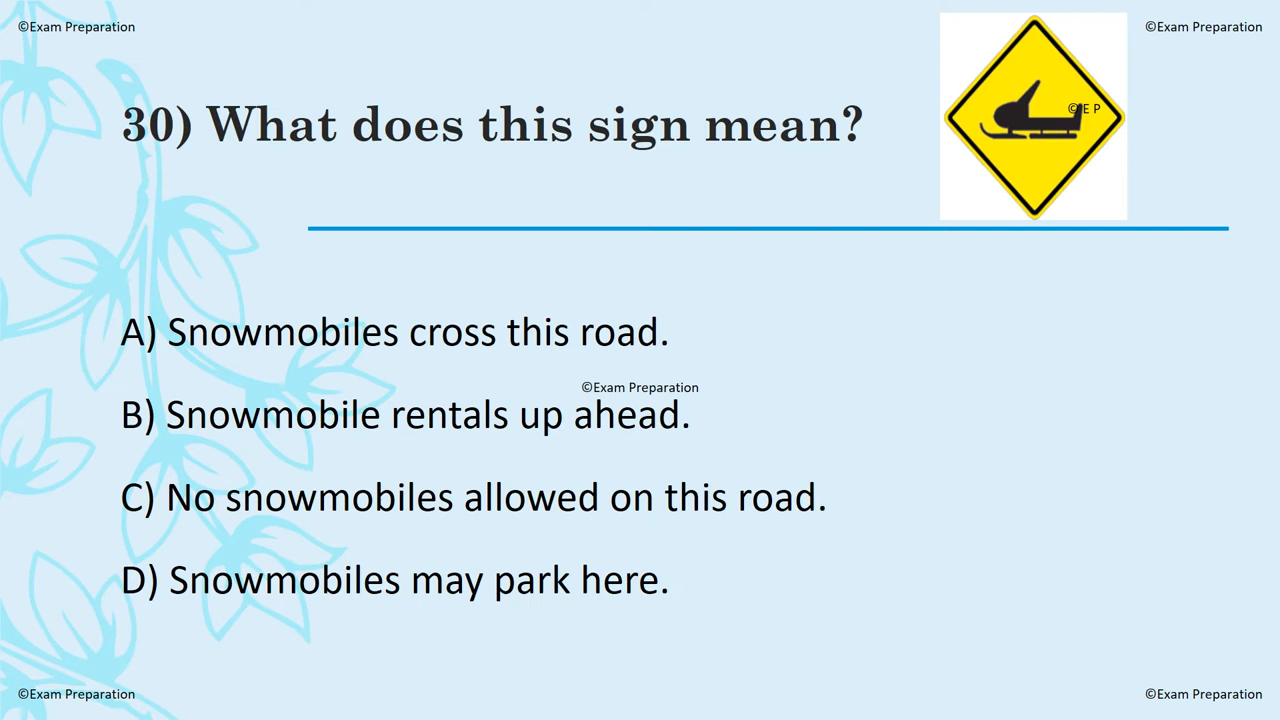 ©Exam Preparation
©Exam Preparation
30) What does this sign mean?
© E P
A) Snowmobiles cross this road.
©Exam Preparation
B) Snowmobile rentals up ahead.
C) No snowmobiles allowed on this road.
D) Snowmobiles may park here.
©Exam Preparation
©Exam Preparation